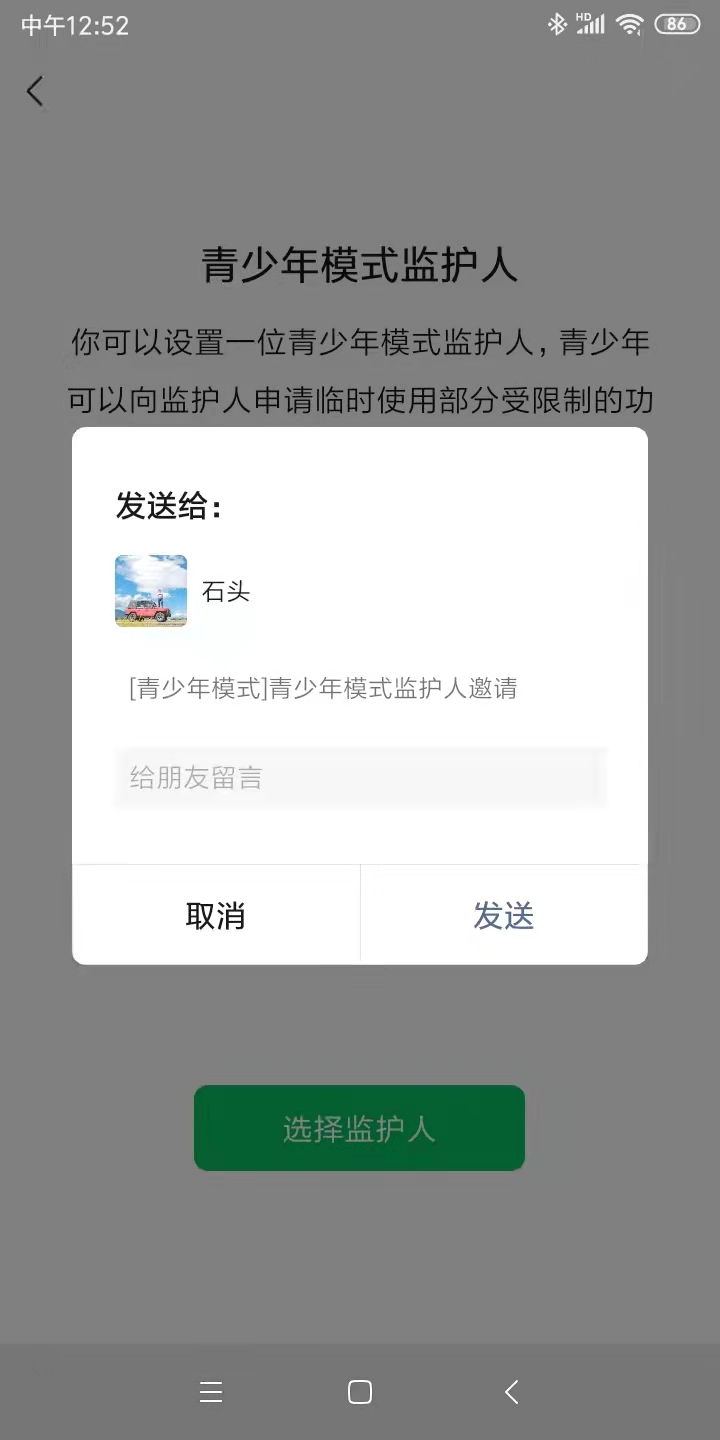 中午12:52
HD
86
青少年模式监护人
你可以设置一位青少年模式监护人，青少年
可以向监护人申请临时使用部分受限制的功
发送给：
石头
[青少年模式]青少年模式监护人邀请
给朋友留言
取消
发送
选择监护人